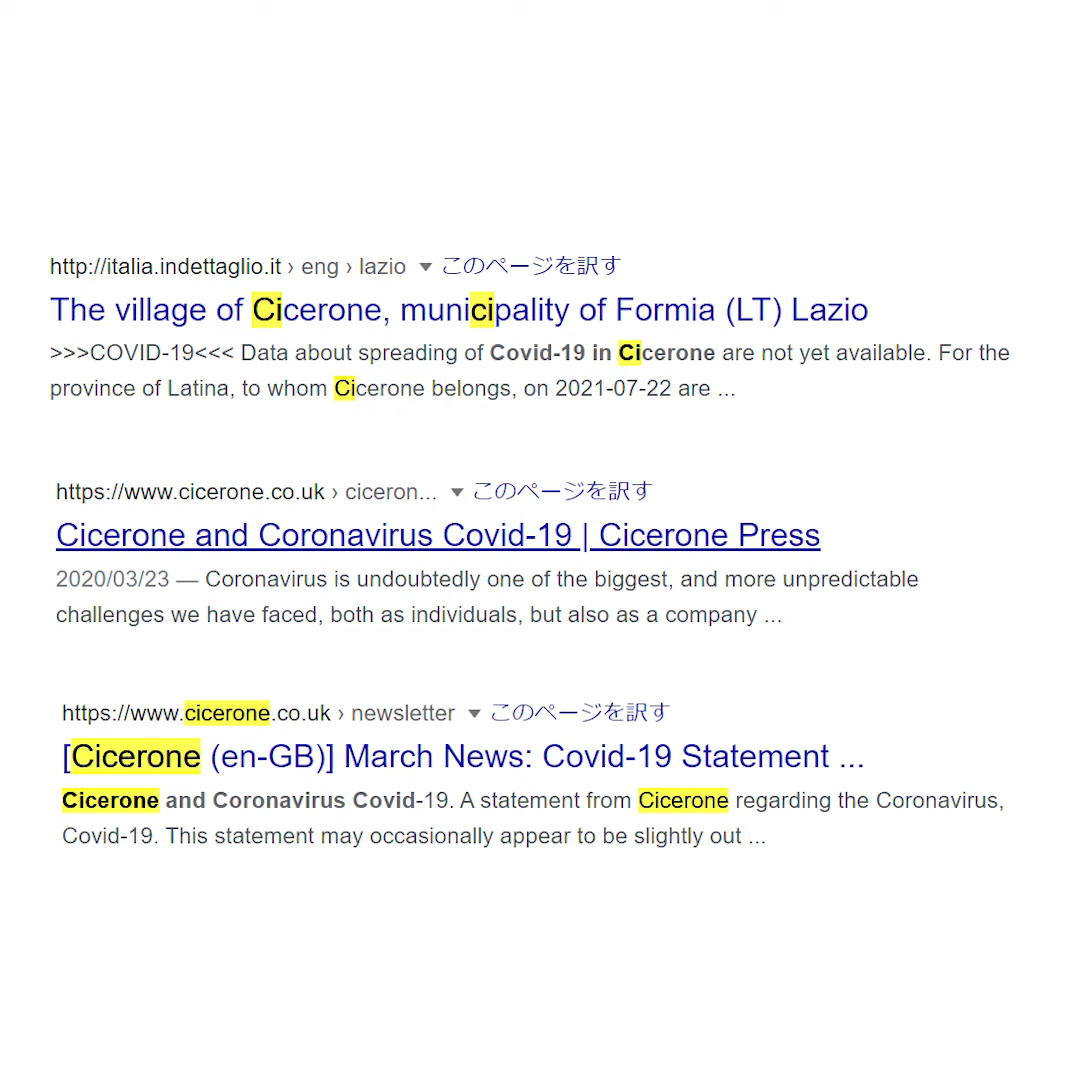 http://italia.indettaglio.it › eng › lazio ▼ このページを訳す
The village of Cicerone, municipality of Formia (LT) Lazio
>>>COVID-19<<< Data about spreading of Covid-19 in Cicerone are not yet available. For the
province of Latina, to whom Cicerone belongs, on 2021-07-22 are ...
https://www.cicerone.co.uk › ciceron... ▼ このページを訳す
Cicerone and Coronavirus Covid-19 | Cicerone Press
2020/03/23 — Coronavirus is undoubtedly one of the biggest, and more unpredictable
challenges we have faced, both as individuals, but also as a company ...
https://www.cicerone.co.uk › newsletter ▼ このページを訳す
[Cicerone (en-GB)] March News: Covid-19 Statement ...
Cicerone and Coronavirus Covid-19. A statement from Cicerone regarding the Coronavirus,
Covid-19. This statement may occasionally appear to be slightly out ...